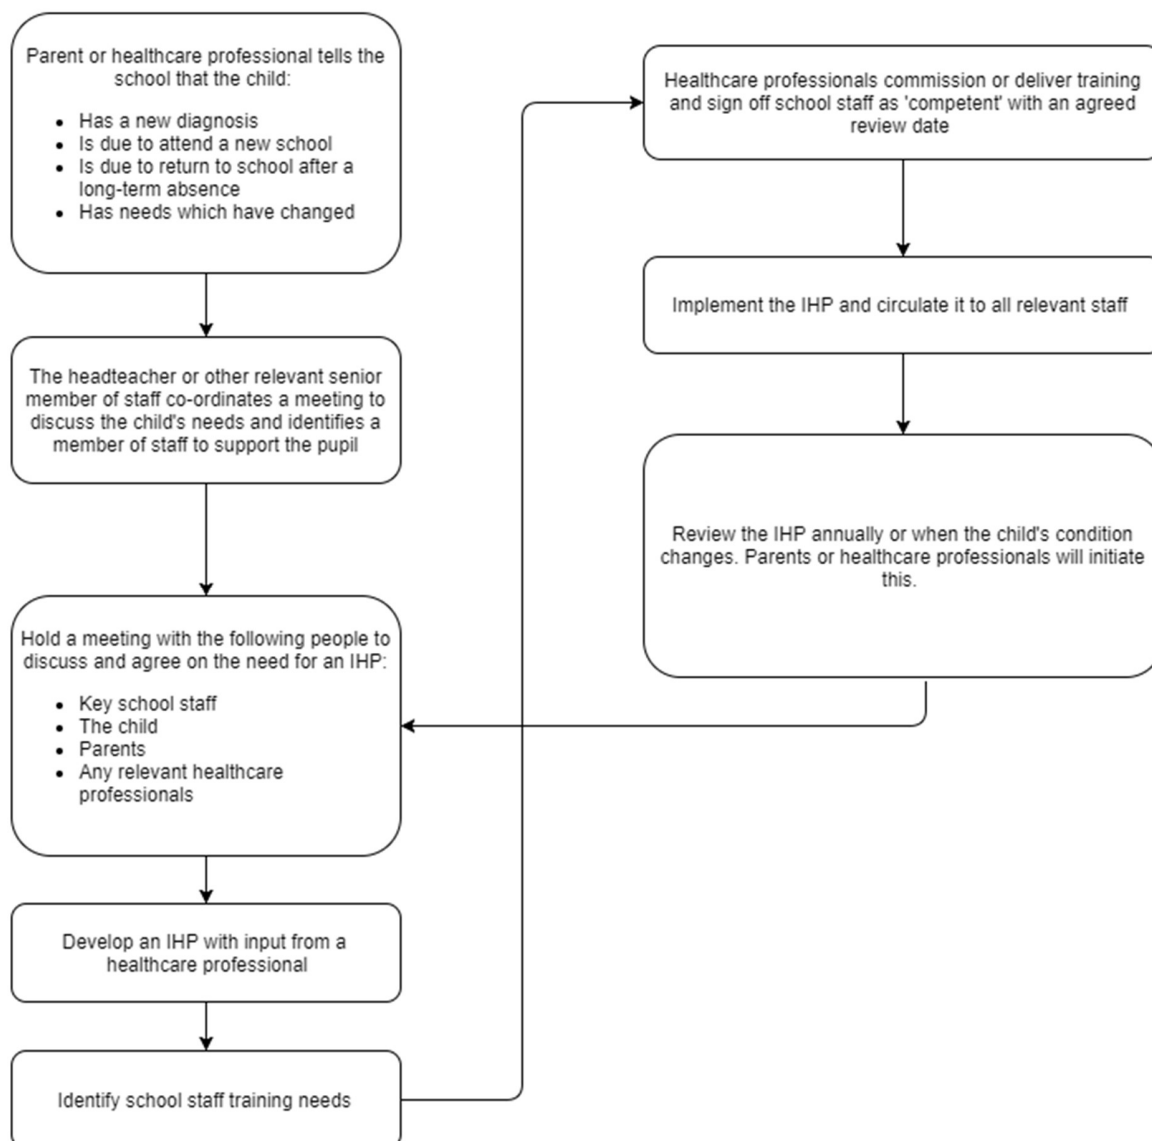 Parent or healthcare professional tells the
school that the child:
• Has a new diagnosis
• Is due to attend a new school
• Is due to return to school after a
long-term absence
• Has needs which have changed
The headteacher or other relevant senior
member of staff co-ordinates a meeting to
discuss the child's needs and identifies a
member of staff to support the pupil
Hold a meeting with the following people to
discuss and agree on the need for an IHP:
• Key school staff
• The child
• Parents
• Any relevant healthcare
professionals
Develop an IHP with input from a
healthcare professional
Identify school staff training needs
Healthcare professionals commission or deliver training
and sign off school staff as 'competent' with an agreed
review date
Implement the IHP and circulate it to all relevant staff
Review the IHP annually or when the child's condition
changes. Parents or healthcare professionals will initiate
this.